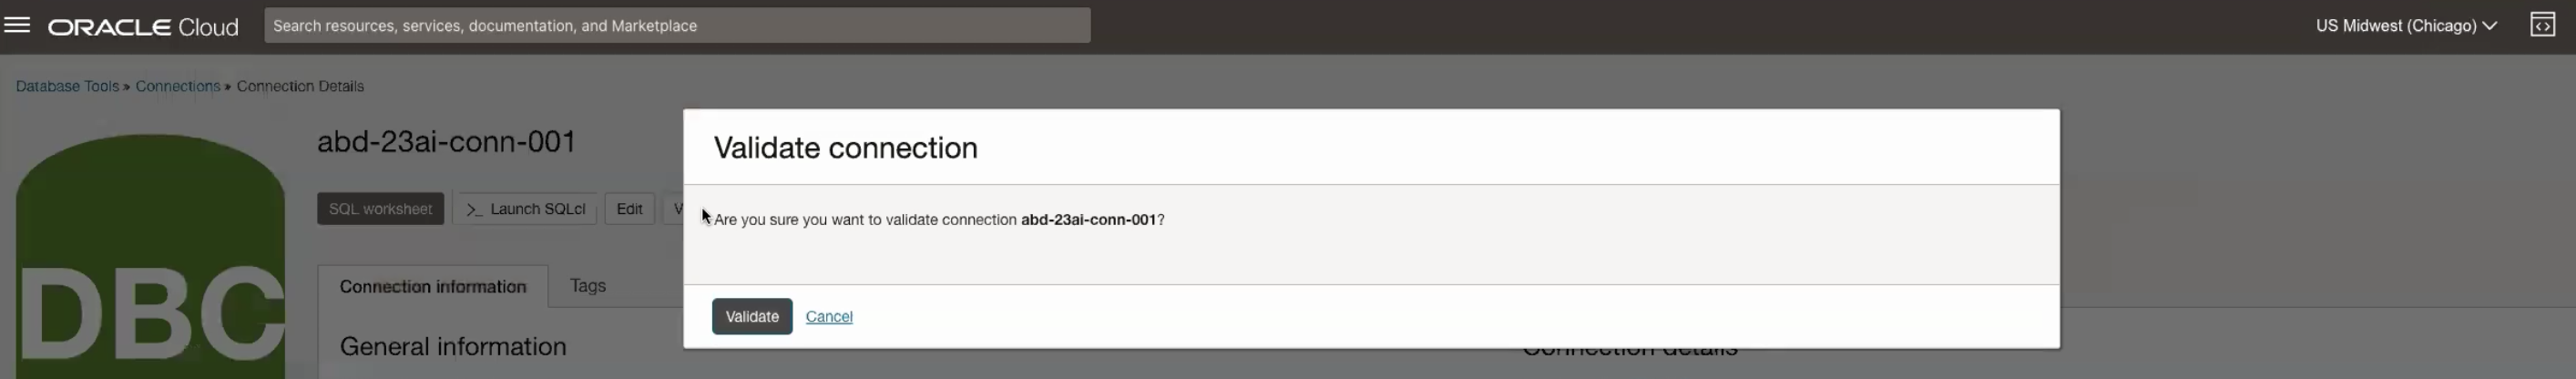 ORACLE Cloud
Search resources, services, documentation, and Marketplace
US Midwest (Chicago)
Database Tools » Connections » Connection Details
abd-23ai-conn-001
SQL worksheet
>_ Launch SQLcl
Edit
V
Validate connection
Are you sure you want to validate connection abd-23ai-conn-001?
Validate
Cancel
DBC
Connection information
Tags
General information
Connection details